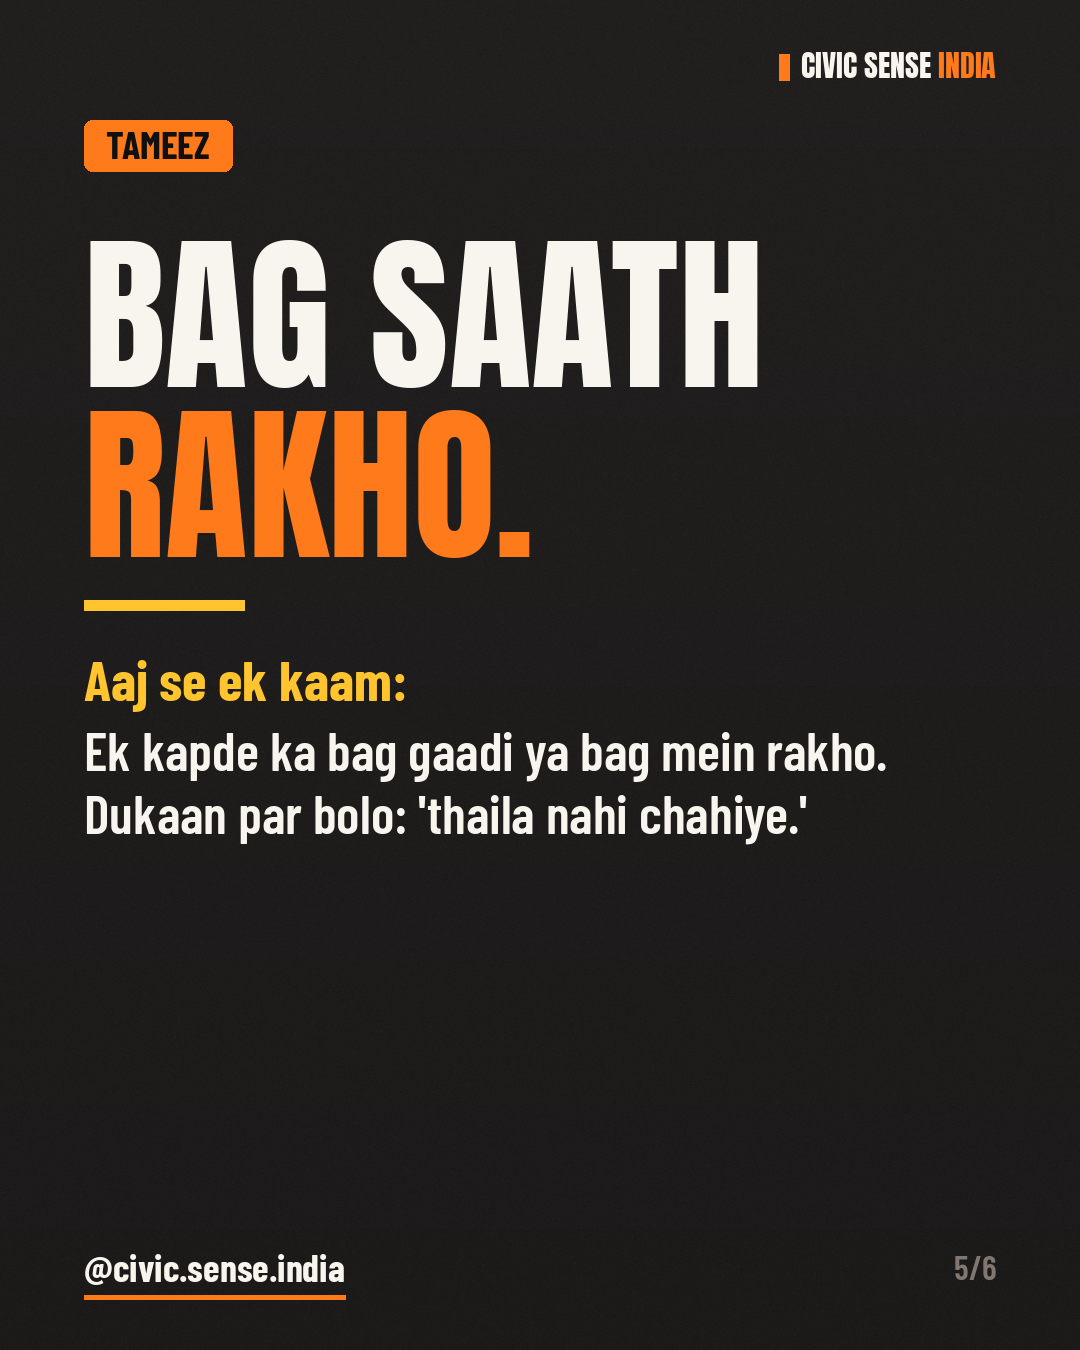 CIVIC SENSE INDIA
TAMEEZ
BAG SAATH
RAKHO.
Aaj se ek kaam:
Ek kapde ka bag gaadi ya bag mein rakho.
Dukaan par bolo: 'thaila nahi chahiye.'
@civic.sense.india
5/6